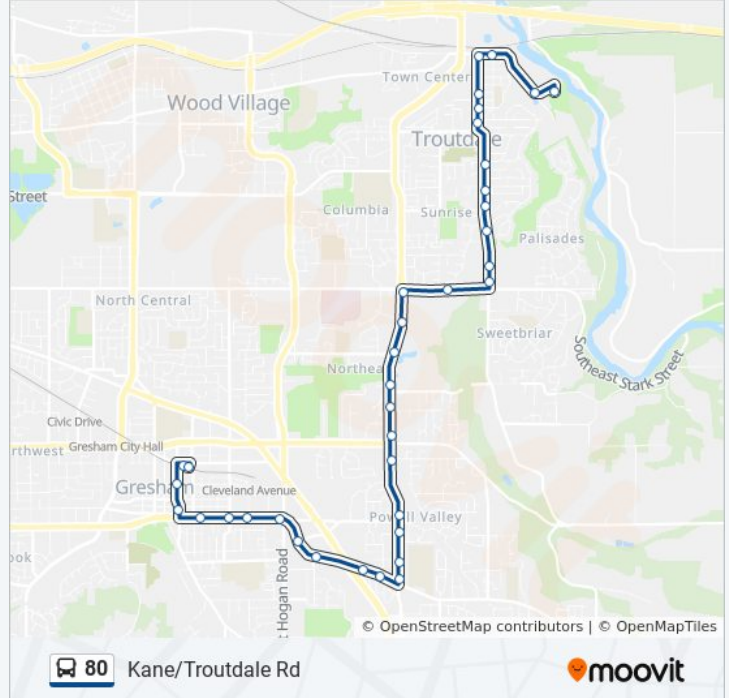 Town Center
Wood Village
Troutdale
Street
Columbia
Sunrise
Palisades
North Central
Sweetbriar
Southeast Stark Street
Northea
Civic Drive
Gresham City Hall
rthwest
Gresham
Cleveland Avenue
Powell Valley
ook
t Hogan Road
© OpenStreetMap contributors | © OpenMapTiles
80 Kane/Troutdale Rd
moovit